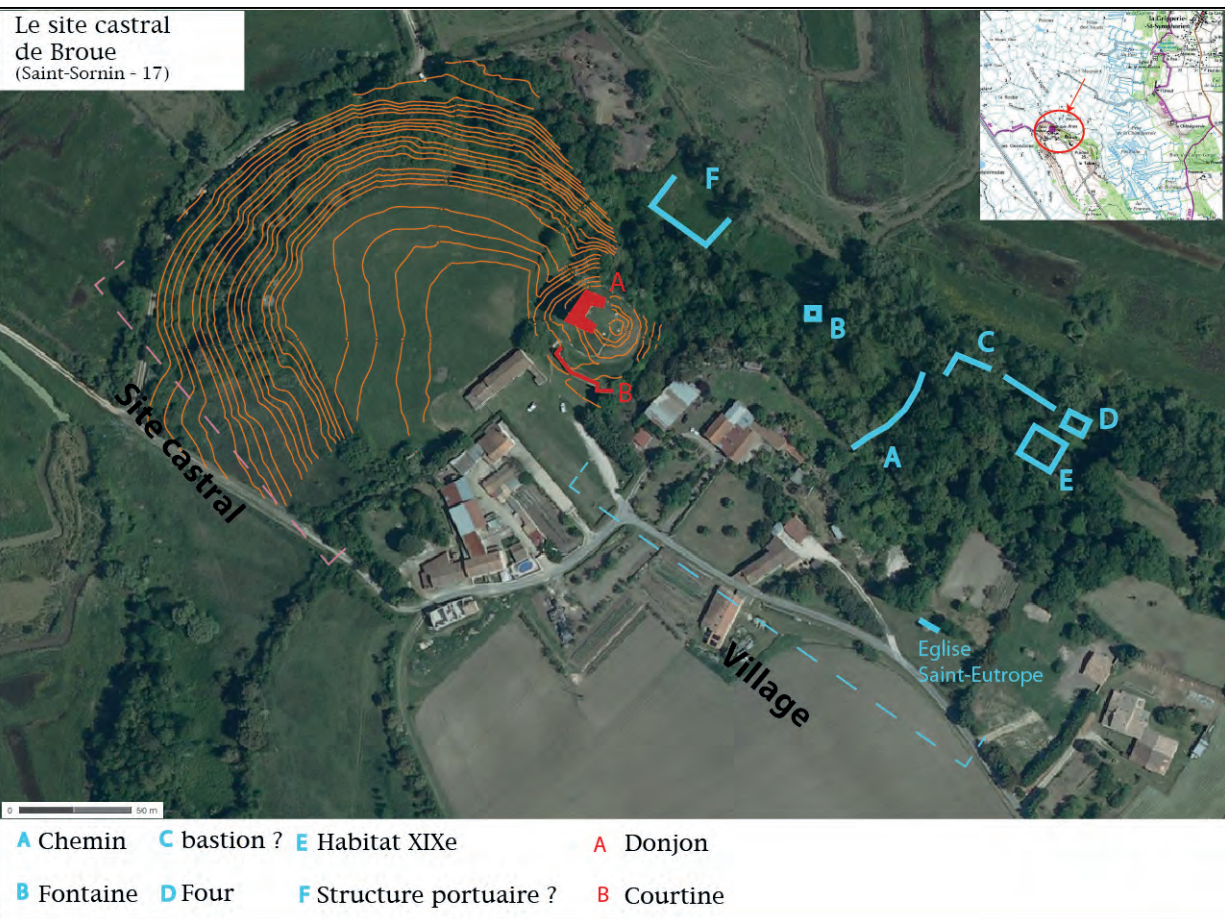 Le site castral
de Broue
(Saint-Sornin - 17)
F
A
B
B
C
A
D
E
Site castral
Eglise
Saint-Eutrope
Village
0 50 m
A Chemin C bastion ? E Habitat XIXe A Donjon
B Fontaine D Four F Structure portuaire ? B Courtine